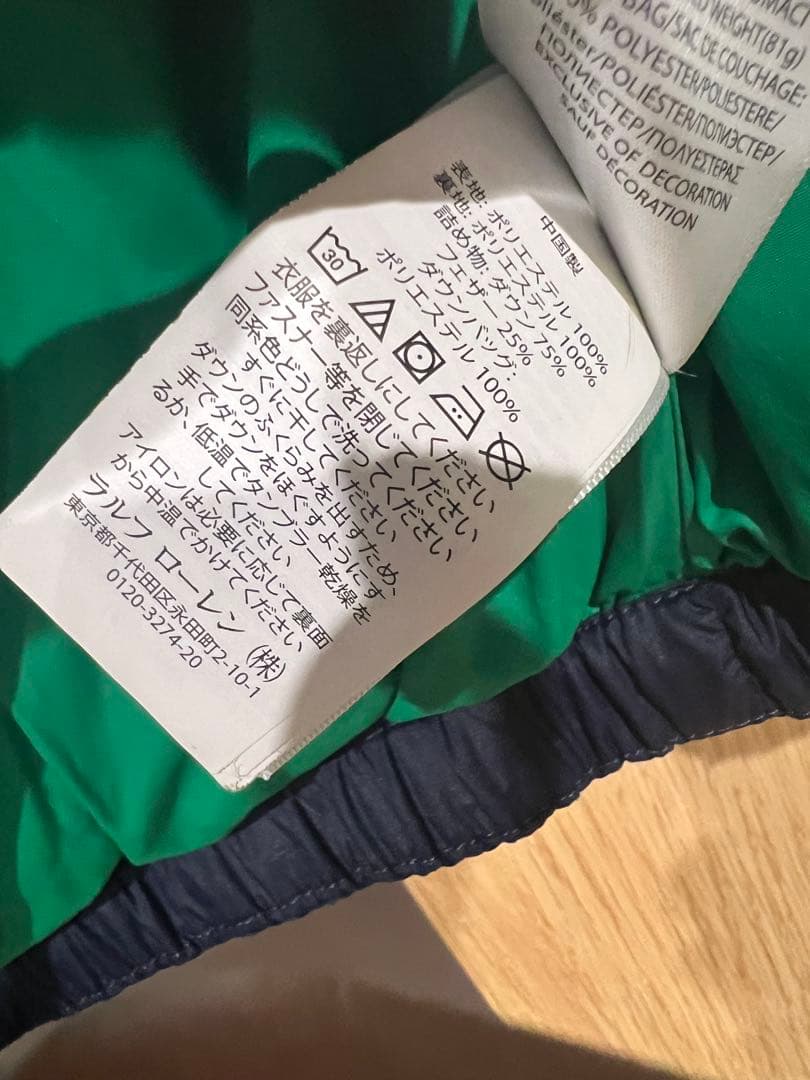 WEIGHT(81g)
BAG/SAC DE COUCHAGE:
POLYESTER/POLIESTERE/
/POLIÉSTER/ПОЛИЭСТЕР/
ПОЛИЕСТЕР/ΠΟΛΥΕΣΤΕΡΑΣ
EXCLUSIVE OF DECORATION
SAUF DÉCORATION
中国製
表地: ポリエステル 100%
裏地: ポリエステル 100%
詰め物: ダウン 75%
フェザー 25%
ダウンバッグ:
ポリエステル 100%
30
衣服を裏返しにしてください
ファスナー等を閉じてください、
同系色どうしで洗ってください
すぐに干してください、
ダウンのふくらみを出すため、
手でダウンをほぐすようにす
るか、低温でタンブラー乾燥を
してください
アイロンは必要に応じて裏面
から中温でかけてください
ラルフ ローレン (株)
東京都千代田区永田町2-10-1
0120-3274-20